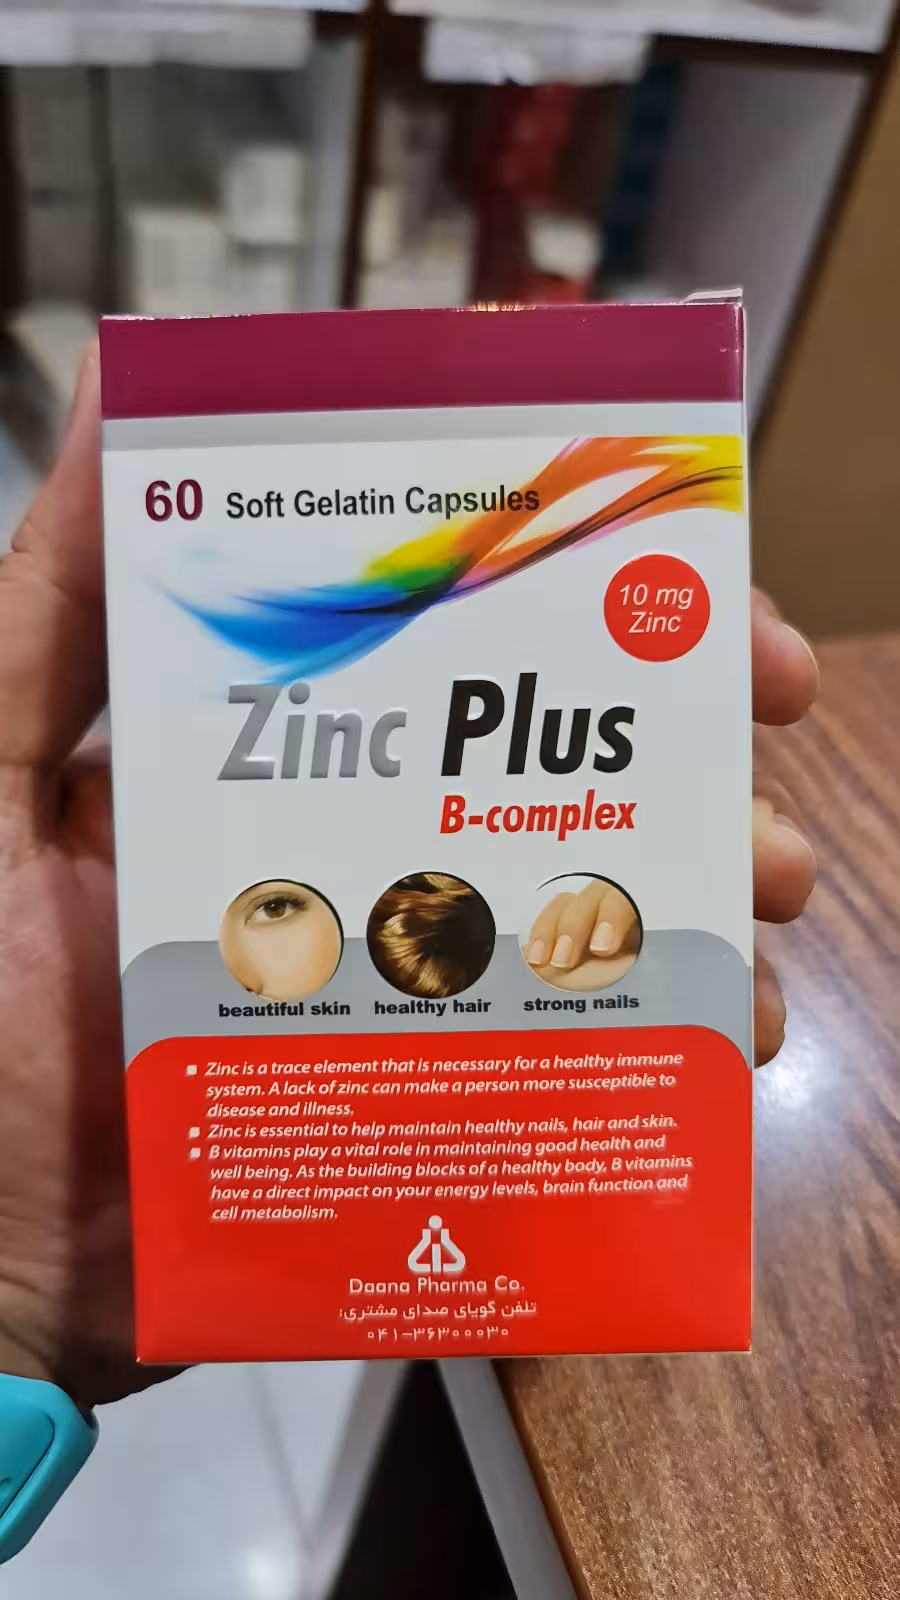 60 Soft Gelatin Capsules
10 mg
Zinc
Zinc Plus
B-complex
beautiful skin healthy hair strong nails
Zinc is a trace element that is necessary for a healthy immune
system. A lack of zinc can make a person more susceptible to
disease and illness.
Zinc is essential to help maintain healthy nails, hair and skin.
B vitamins play a vital role in maintaining good health and
well being. As the building blocks of a healthy body, B vitamins
have a direct impact on your energy levels, brain function and
cell metabolism.
Daana Pharma Co.
تلفن گویای صدای مشتری:
۰۴۱-۳۶۳۰۰۰۳۰